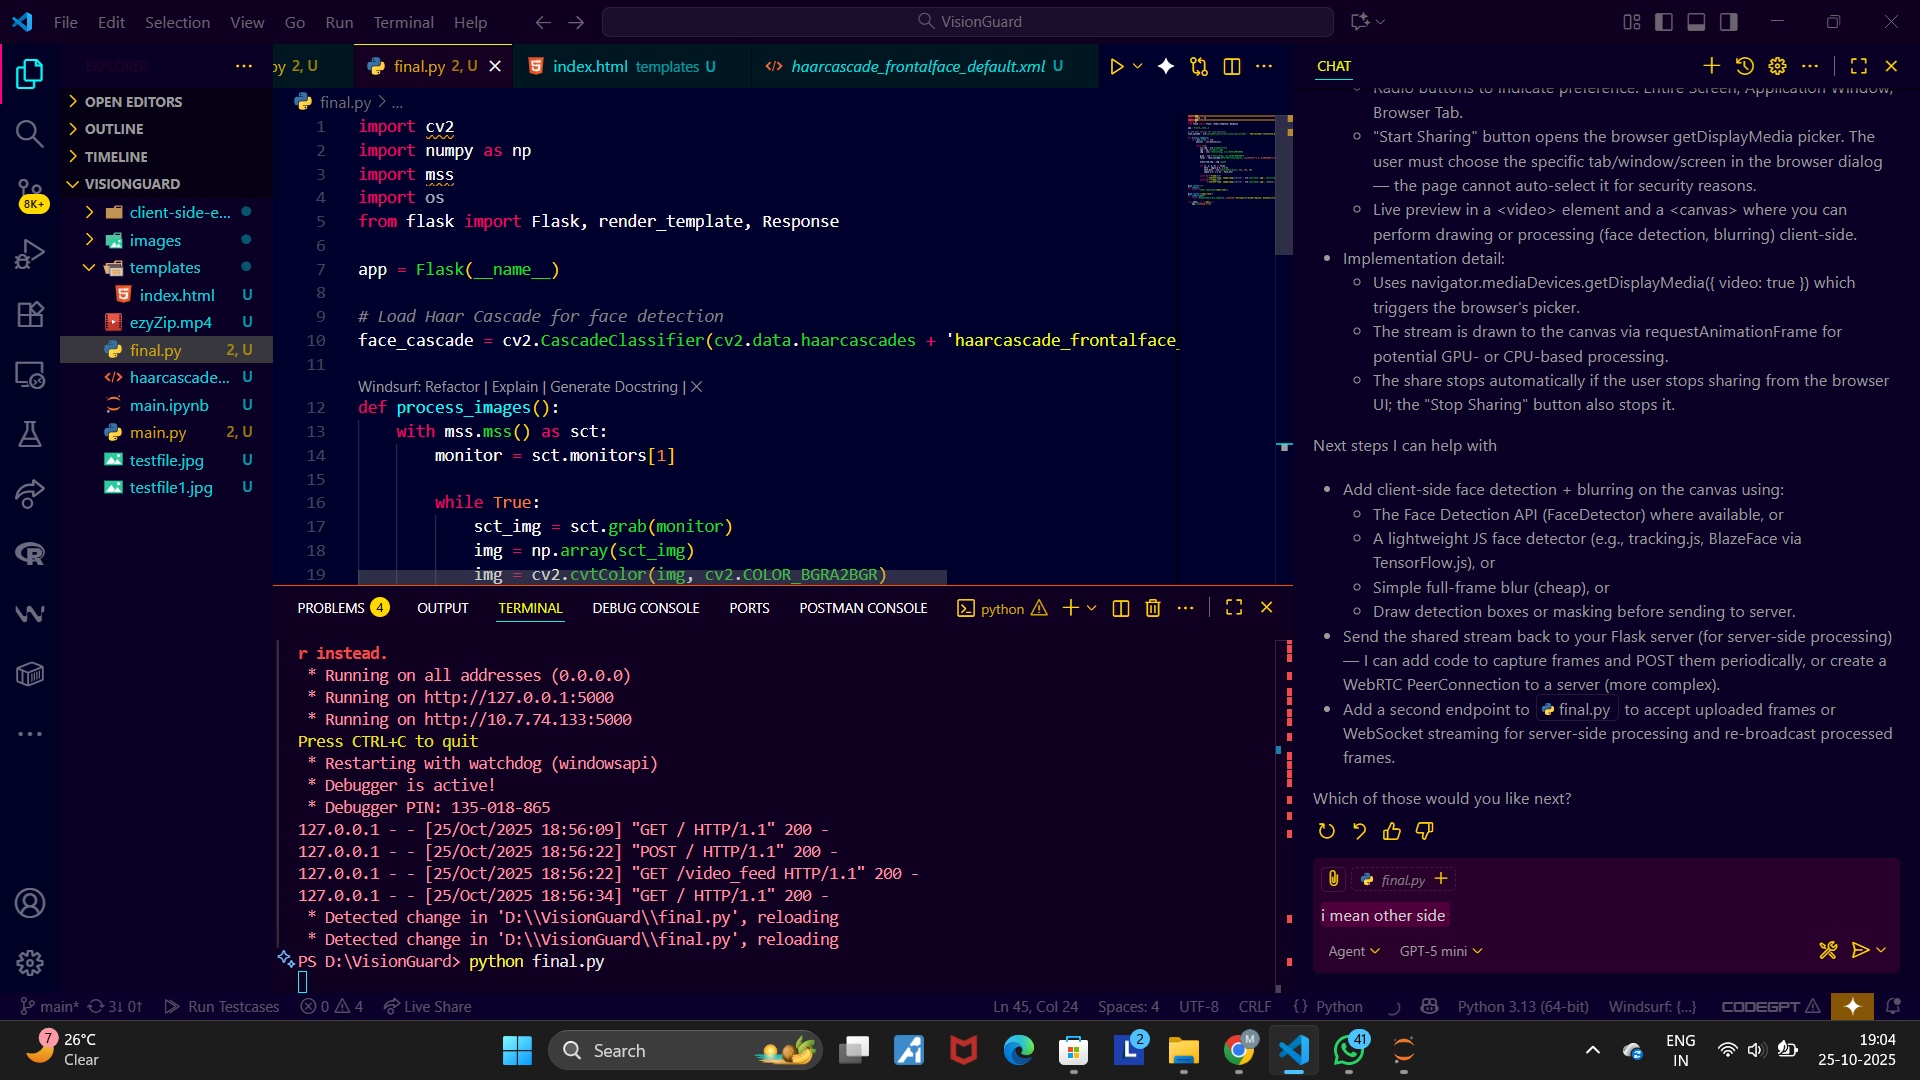 File Edit Selection View Go Run Terminal Help
VisionGuard
EXPLORER
OPEN EDITORS
OUTLINE
TIMELINE
VISIONGUARD
client-side-e...
images
templates
index.html U
ezyZip.mp4 U
final.py 2, U
haarcascade... U
main.ipynb U
main.py 2, U
testfile.jpg U
testfile1.jpg U
8K+
py 2, U
final.py 2, U
index.html templates U
haarcascade_frontalface_default.xml U
final.py > ...
1 import cv2
2 import numpy as np
3 import mss
4 import os
5 from flask import Flask, render_template, Response
6
7 app = Flask(__name__)
8
9 # Load Haar Cascade for face detection
10 face_cascade = cv2.CascadeClassifier(cv2.data.haarcascades + 'haarcascade_frontalface_
11
Windsurf: Refactor | Explain | Generate Docstring | X
12 def process_images():
13 with mss.mss() as sct:
14 monitor = sct.monitors[1]
15
16 while True:
17 sct_img = sct.grab(monitor)
18 img = np.array(sct_img)
19 img = cv2.cvtColor(img, cv2.COLOR_BGRA2BGR)
PROBLEMS 4 OUTPUT TERMINAL DEBUG CONSOLE PORTS POSTMAN CONSOLE
python
r instead.
* Running on all addresses (0.0.0.0)
* Running on http://127.0.0.1:5000
* Running on http://10.7.74.133:5000
Press CTRL+C to quit
* Restarting with watchdog (windowsapi)
* Debugger is active!
* Debugger PIN: 135-018-865
127.0.0.1 - - [25/Oct/2025 18:56:09] "GET / HTTP/1.1" 200 -
127.0.0.1 - - [25/Oct/2025 18:56:22] "POST / HTTP/1.1" 200 -
127.0.0.1 - - [25/Oct/2025 18:56:22] "GET /video_feed HTTP/1.1" 200 -
127.0.0.1 - - [25/Oct/2025 18:56:34] "GET / HTTP/1.1" 200 -
* Detected change in 'D:\\VisionGuard\\final.py', reloading
* Detected change in 'D:\\VisionGuard\\final.py', reloading
PS D:\VisionGuard> python final.py
CHAT
Radio buttons to indicate preference: Entire Screen, Application Window,
Browser Tab.
"Start Sharing" button opens the browser getDisplayMedia picker. The
user must choose the specific tab/window/screen in the browser dialog
— the page cannot auto-select it for security reasons.
Live preview in a <video> element and a <canvas> where you can
perform drawing or processing (face detection, blurring) client-side.
Implementation detail:
Uses navigator.mediaDevices.getDisplayMedia({ video: true }) which
triggers the browser's picker.
The stream is drawn to the canvas via requestAnimationFrame for
potential GPU- or CPU-based processing.
The share stops automatically if the user stops sharing from the browser
UI; the "Stop Sharing" button also stops it.
Next steps I can help with
Add client-side face detection + blurring on the canvas using:
The Face Detection API (FaceDetector) where available, or
A lightweight JS face detector (e.g., tracking.js, BlazeFace via
TensorFlow.js), or
Simple full-frame blur (cheap), or
Draw detection boxes or masking before sending to server.
Send the shared stream back to your Flask server (for server-side processing)
— I can add code to capture frames and POST them periodically, or create a
WebRTC PeerConnection to a server (more complex).
Add a second endpoint to final.py to accept uploaded frames or
WebSocket streaming for server-side processing and re-broadcast processed
frames.
Which of those would you like next?
final.py
i mean other side
Agent GPT-5 mini
main* 3↓ 0↑ Run Testcases 0 4 Live Share
Ln 45, Col 24 Spaces: 4 UTF-8 CRLF {} Python Python 3.13 (64-bit) Windsurf: {...} CODEGPT
7 26°C
Clear
Search
2
41
M
ENG
IN
19:04
25-10-2025